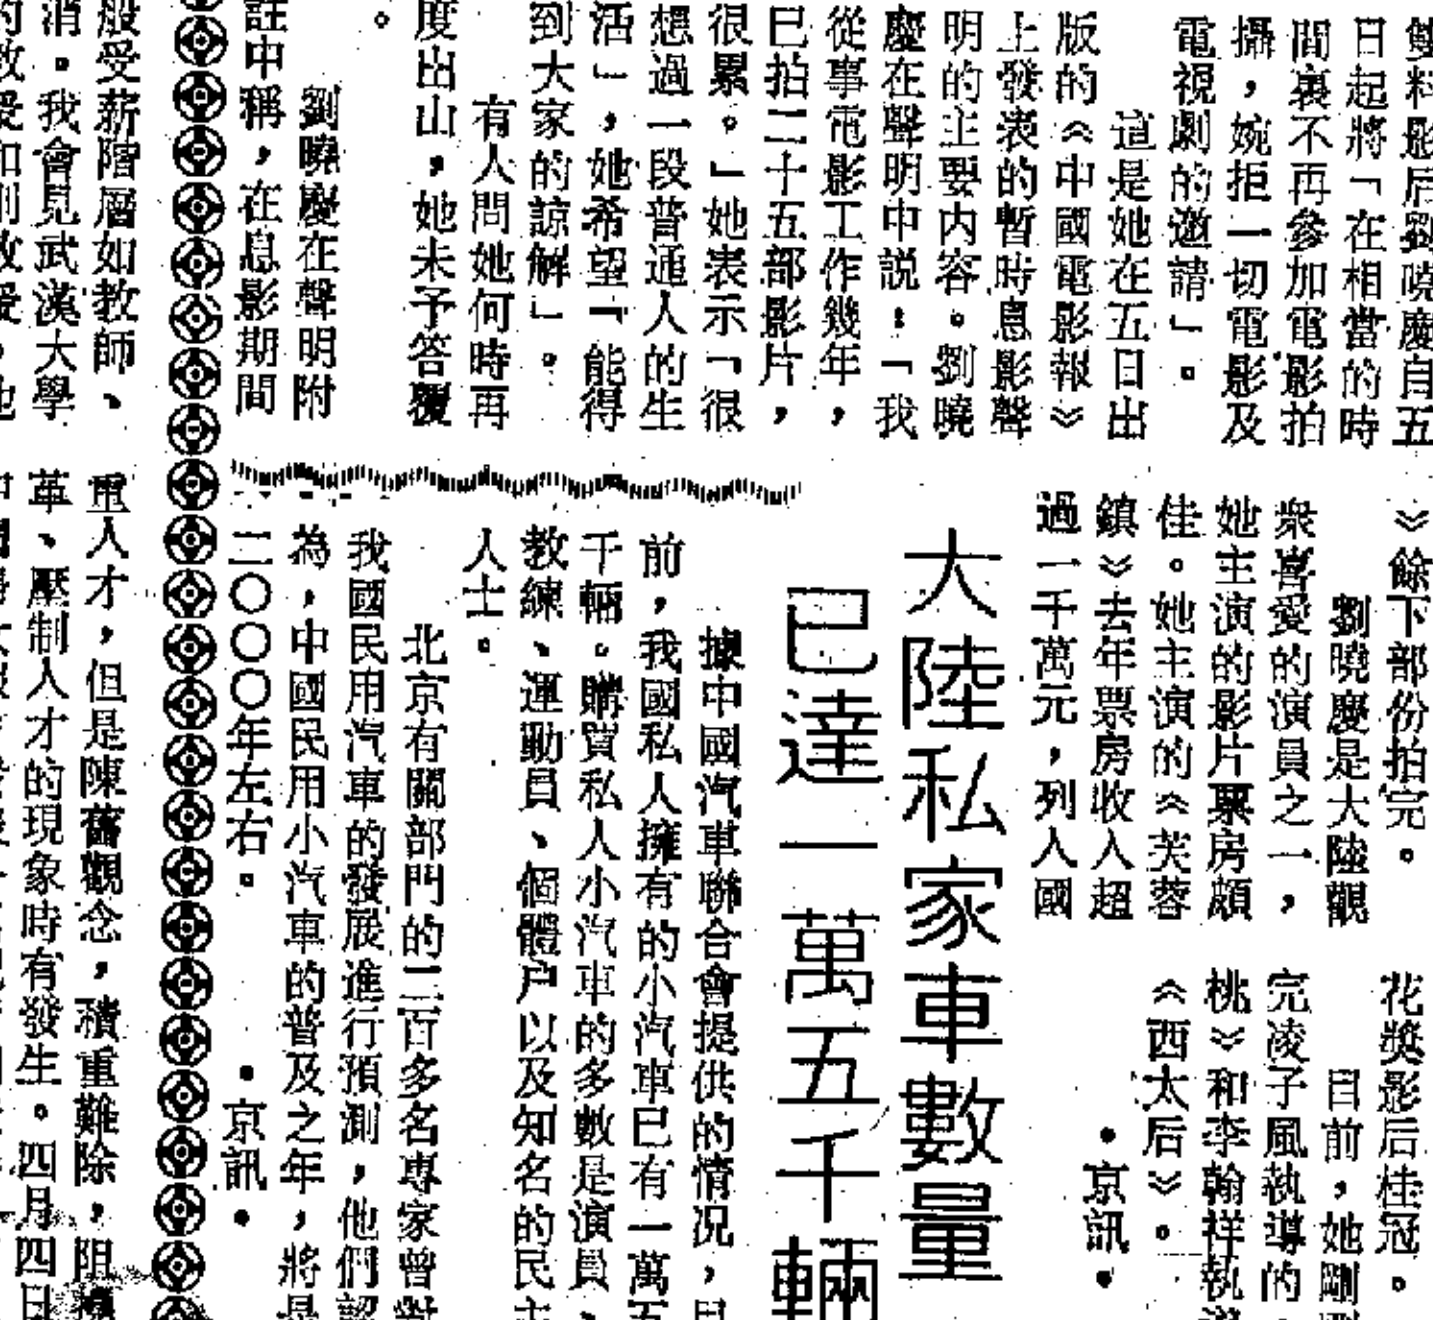 雙料影后劉曉慶自五
日起將「在相當的時
間裏不再參加電影拍
攝，婉拒一切電影及
電視劇的邀請」。
這是她在五日出
版的《中國電影報》
上發表的暫時息影聲
明的主要内容。劉曉
慶在聲明中説：「我
從事電影工作幾年，
已拍二十五部影片，
很累。」她表示「很
想過一段普通人的生
活」，她希望「能得
到大家的諒解」。
有人問她何時再
度出山，她未予答覆
。
劉曉慶在聲明附
註中稱，在息影期間
》餘下部份拍完。
劉曉慶是大陸觀
衆喜愛的演員之一，
她主演的影片票房頗
佳。她主演的《芙蓉
鎮》去年票房收入超
過一千萬元，列入國
花獎影后桂冠。
目前，她剛
完凌子風執導的
桃》和李翰祥執
《西太后》。
•京訊•
大陸私家車數量
已達一萬五千輛
據中國汽車聯合會提供的情况，
前，我國私人擁有的小汽車已有一萬五
千輛。購買私人小汽車的多數是演員、
教練、運動員、個體户以及知名的民主
人士。
北京有關部門的二百多名專家曾對
我國民用汽車的發展進行預測，他們認
為，中國民用小汽車的普及之年，將是
二〇〇〇年左右。
•京訊•
般受薪階層如教師、
消。我會見武漢大學
重人才，但是陳舊觀念，積重難除，阻
革、壓制人才的現象時有發生。四月四日